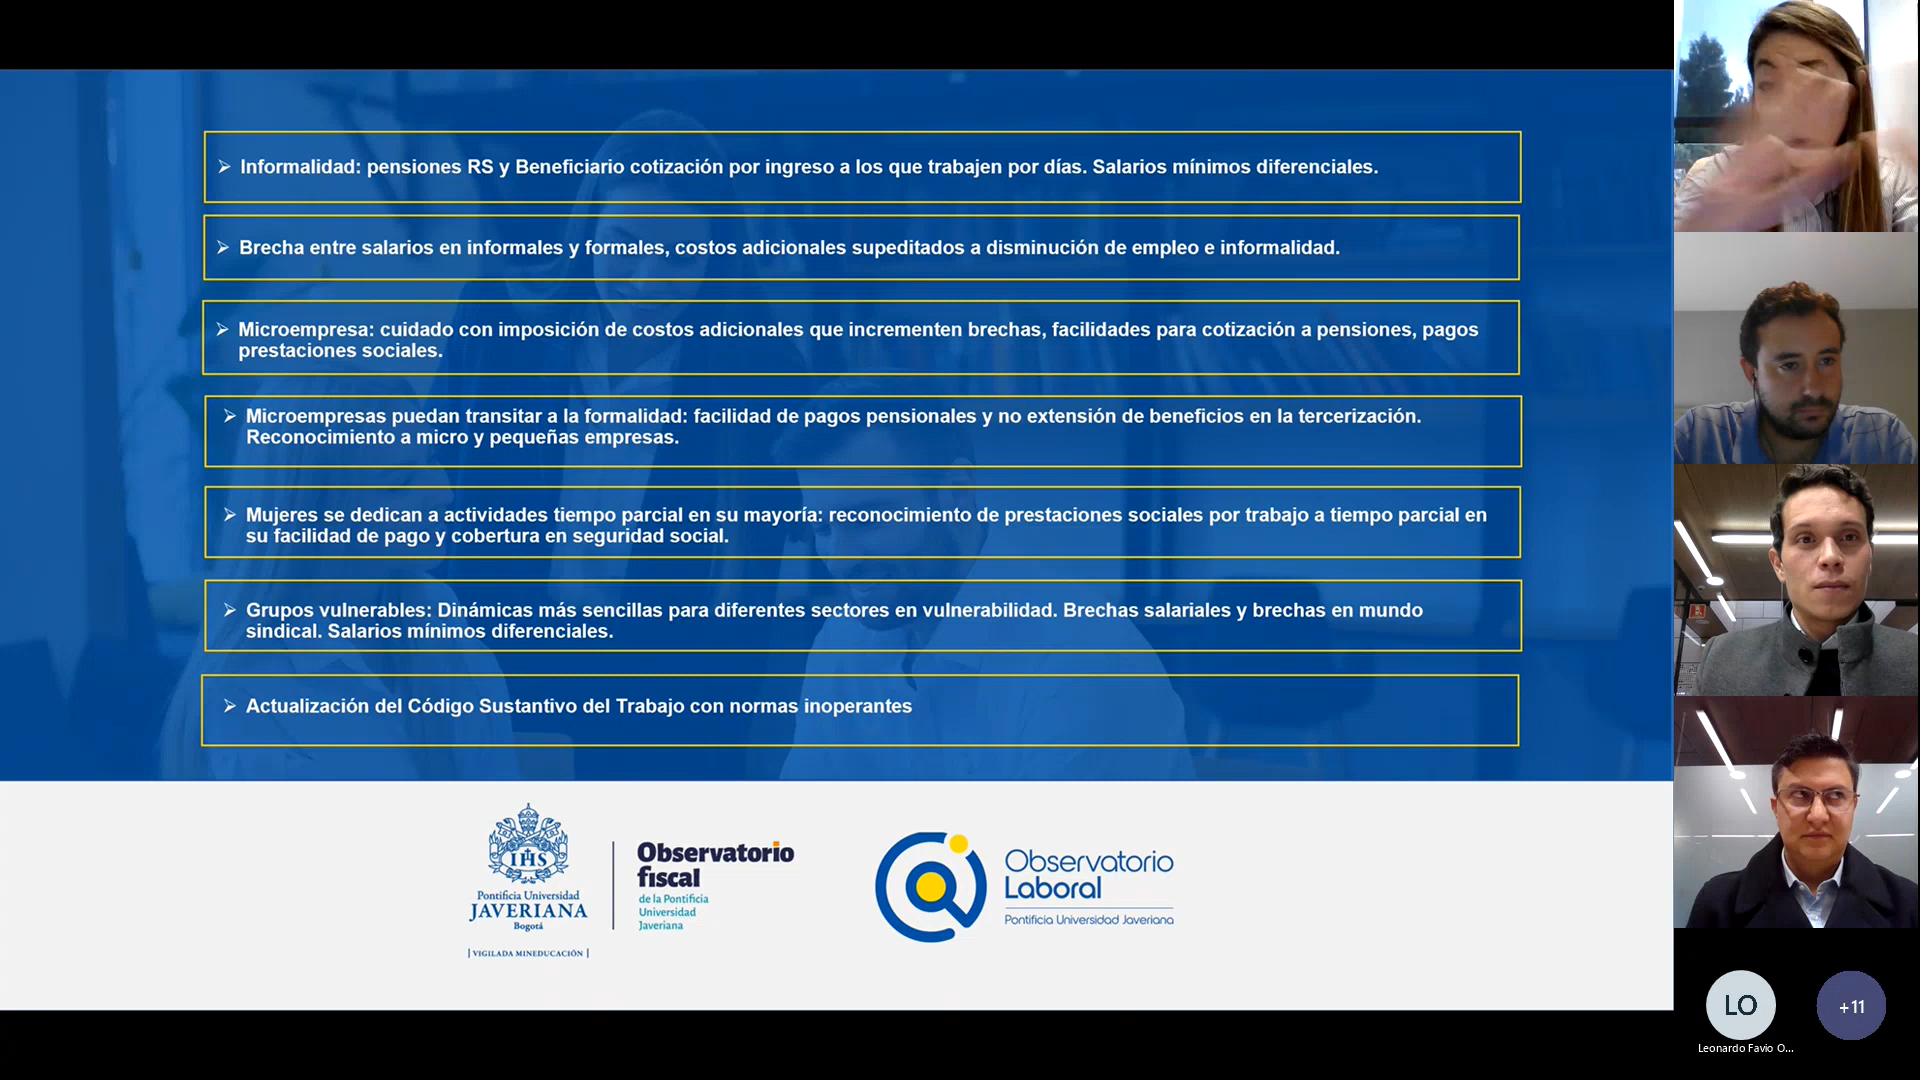 ➢ Informalidad: pensiones RS y Beneficiario cotización por ingreso a los que trabajen por días. Salarios mínimos diferenciales.
➢ Brecha entre salarios en informales y formales, costos adicionales supeditados a disminución de empleo e informalidad.
➢ Microempresa: cuidado con imposición de costos adicionales que incrementen brechas, facilidades para cotización a pensiones, pagos
prestaciones sociales.
➢ Microempresas puedan transitar a la formalidad: facilidad de pagos pensionales y no extensión de beneficios en la tercerización.
Reconocimiento a micro y pequeñas empresas.
➢ Mujeres se dedican a actividades tiempo parcial en su mayoría: reconocimiento de prestaciones sociales por trabajo a tiempo parcial en
su facilidad de pago y cobertura en seguridad social.
➢ Grupos vulnerables: Dinámicas más sencillas para diferentes sectores en vulnerabilidad. Brechas salariales y brechas en mundo
sindical. Salarios mínimos diferenciales.
➢ Actualización del Código Sustantivo del Trabajo con normas inoperantes
IHS
Pontificia Universidad
JAVERIANA
Bogotá
| VIGILADA MINEDUCACIÓN |
Observatorio
fiscal
de la Pontificia
Universidad
Javeriana
Observatorio
Laboral
Pontificia Universidad Javeriana
LO
+11
Leonardo Favio O...